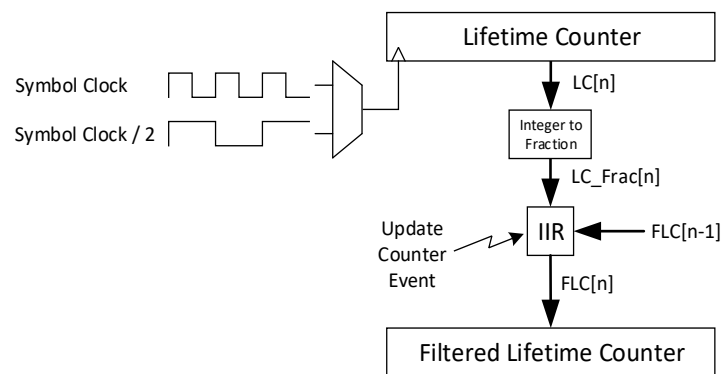 Lifetime Counter
Symbol Clock
LC[n]
Integer to
Fraction
Symbol Clock / 2
LC_Frac[n]
Update
Counter
Event
IIR
FLC[n-1]
FLC[n]
Filtered Lifetime Counter